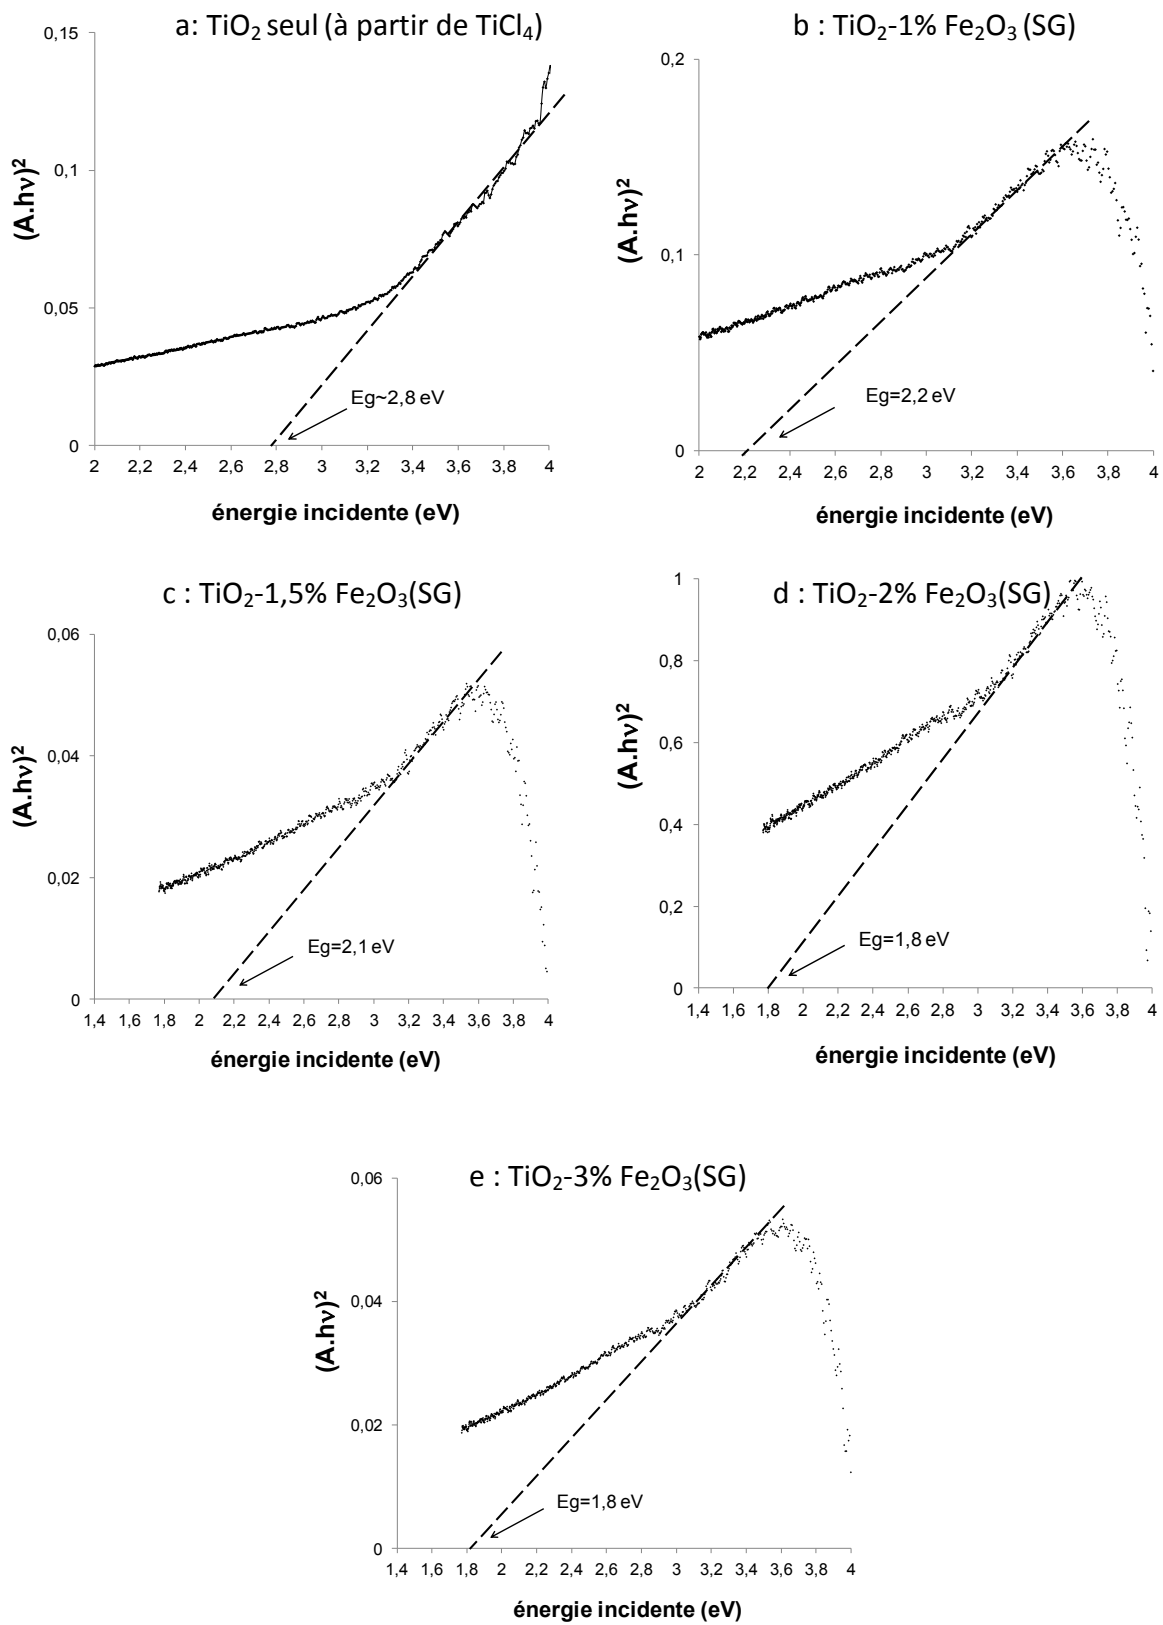 a: TiO₂ seul (à partir de TiCl₄)
0,15
0,1
0,05
0
(A.hν)²
Eg~2,8 eV
2 2,2 2,4 2,6 2,8 3 3,2 3,4 3,6 3,8 4
énergie incidente (eV)
b : TiO₂-1% Fe₂O₃ (SG)
0,2
0,1
0
(A.hν)²
Eg=2,2 eV
2 2,2 2,4 2,6 2,8 3 3,2 3,4 3,6 3,8 4
énergie incidente (eV)
c : TiO₂-1,5% Fe₂O₃(SG)
0,06
0,04
0,02
0
(A.hν)²
Eg=2,1 eV
1,4 1,6 1,8 2 2,2 2,4 2,6 2,8 3 3,2 3,4 3,6 3,8 4
énergie incidente (eV)
d : TiO₂-2% Fe₂O₃(SG)
1
0,8
0,6
0,4
0,2
0
(A.hν)²
Eg=1,8 eV
1,4 1,6 1,8 2 2,2 2,4 2,6 2,8 3 3,2 3,4 3,6 3,8 4
énergie incidente (eV)
e : TiO₂-3% Fe₂O₃(SG)
0,06
0,04
0,02
0
(A.hν)²
Eg=1,8 eV
1,4 1,6 1,8 2 2,2 2,4 2,6 2,8 3 3,2 3,4 3,6 3,8 4
énergie incidente (eV)